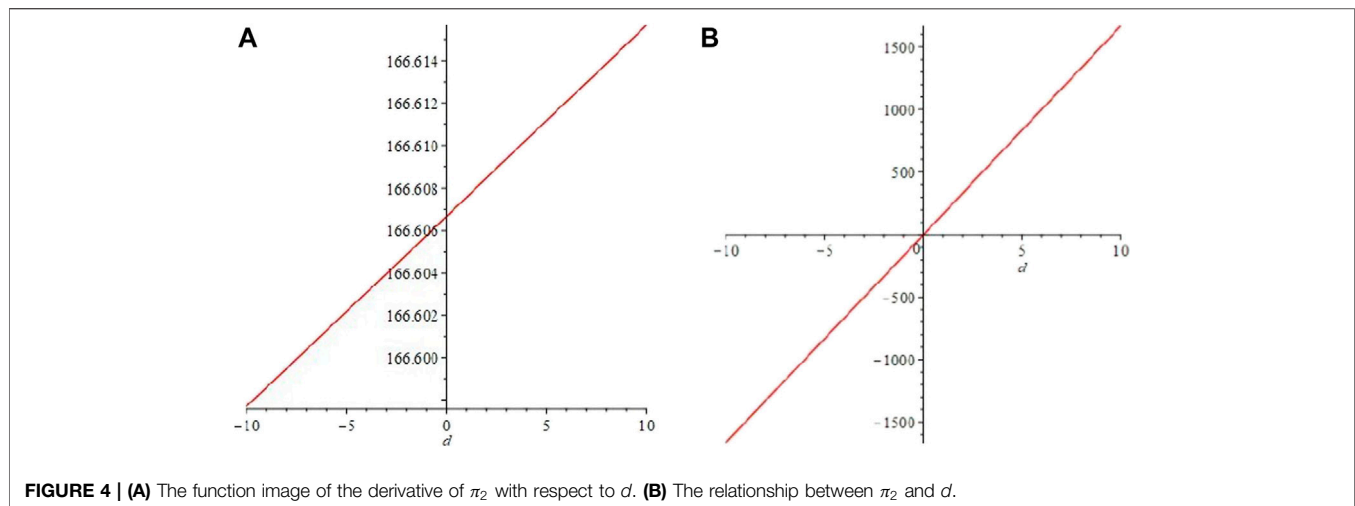 A
166.614
166.612
166.610
166.608
166.606
166.604
166.602
166.600
-10 -5 0 5 10
d
B
1500
1000
500
-10 -5 0 5 10
d
-500
-1000
-1500
FIGURE 4 | (A) The function image of the derivative of π₂ with respect to d. (B) The relationship between π₂ and d.